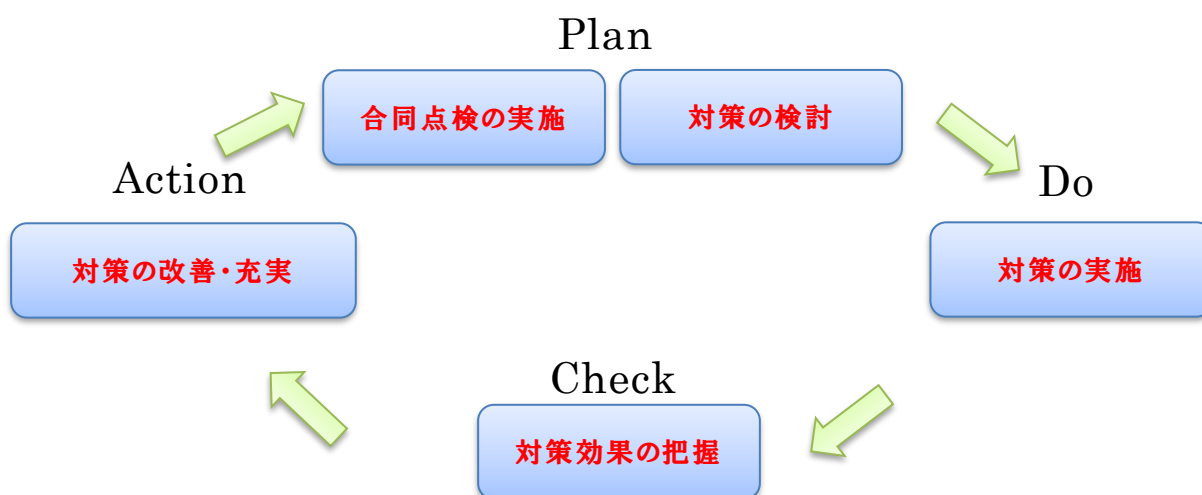 Plan
合同点検の実施
対策の検討
Action
Do
対策の改善・充実
対策の実施
Check
対策効果の把握